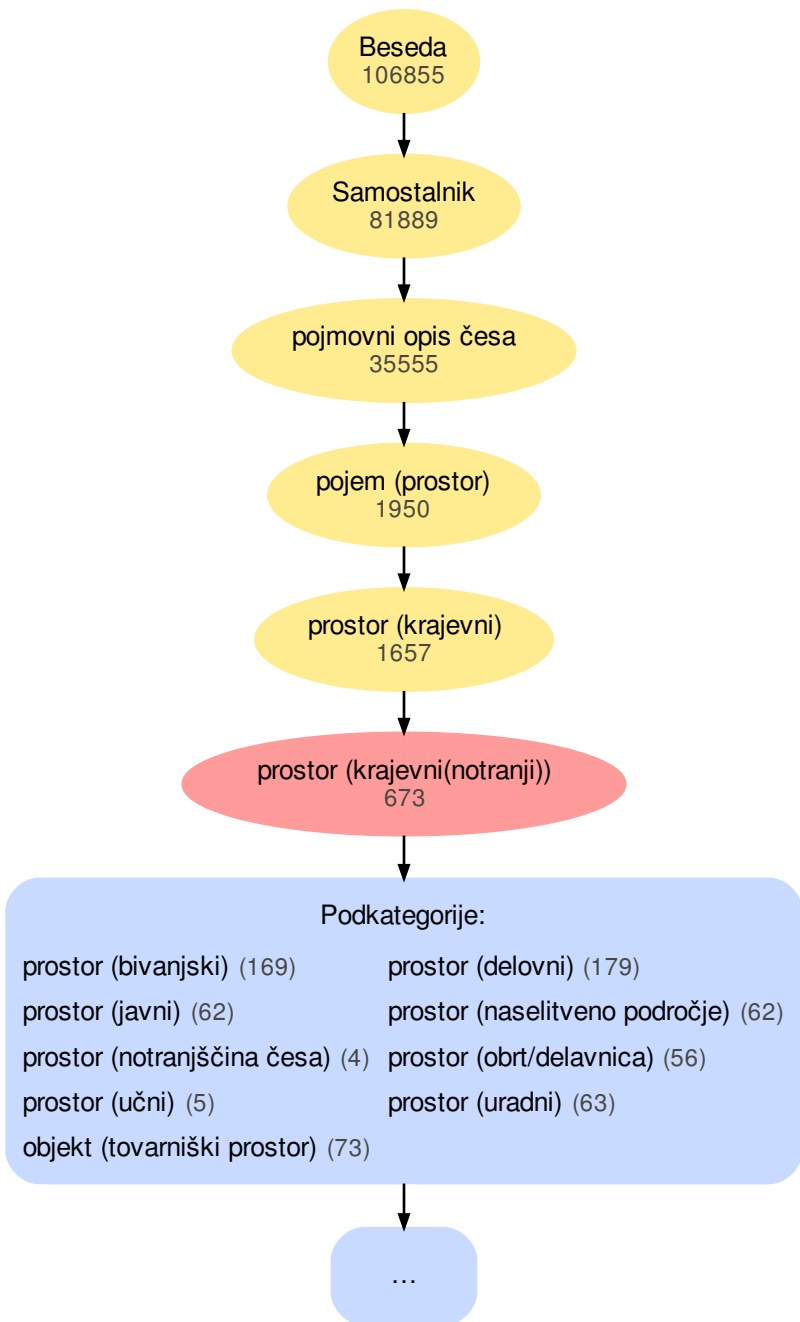 Beseda
106855
Samostalnik
81889
pojmovni opis česa
35555
pojem (prostor)
1950
prostor (krajevni)
1657
prostor (krajevni(notranji))
673
Podkategorije:
prostor (bivanjski) (169) prostor (delovni) (179)
prostor (javni) (62) prostor (naselitveno področje) (62)
prostor (notranjščina česa) (4) prostor (obrt/delavnica) (56)
prostor (učni) (5) prostor (uradni) (63)
objekt (tovarniški prostor) (73)
...